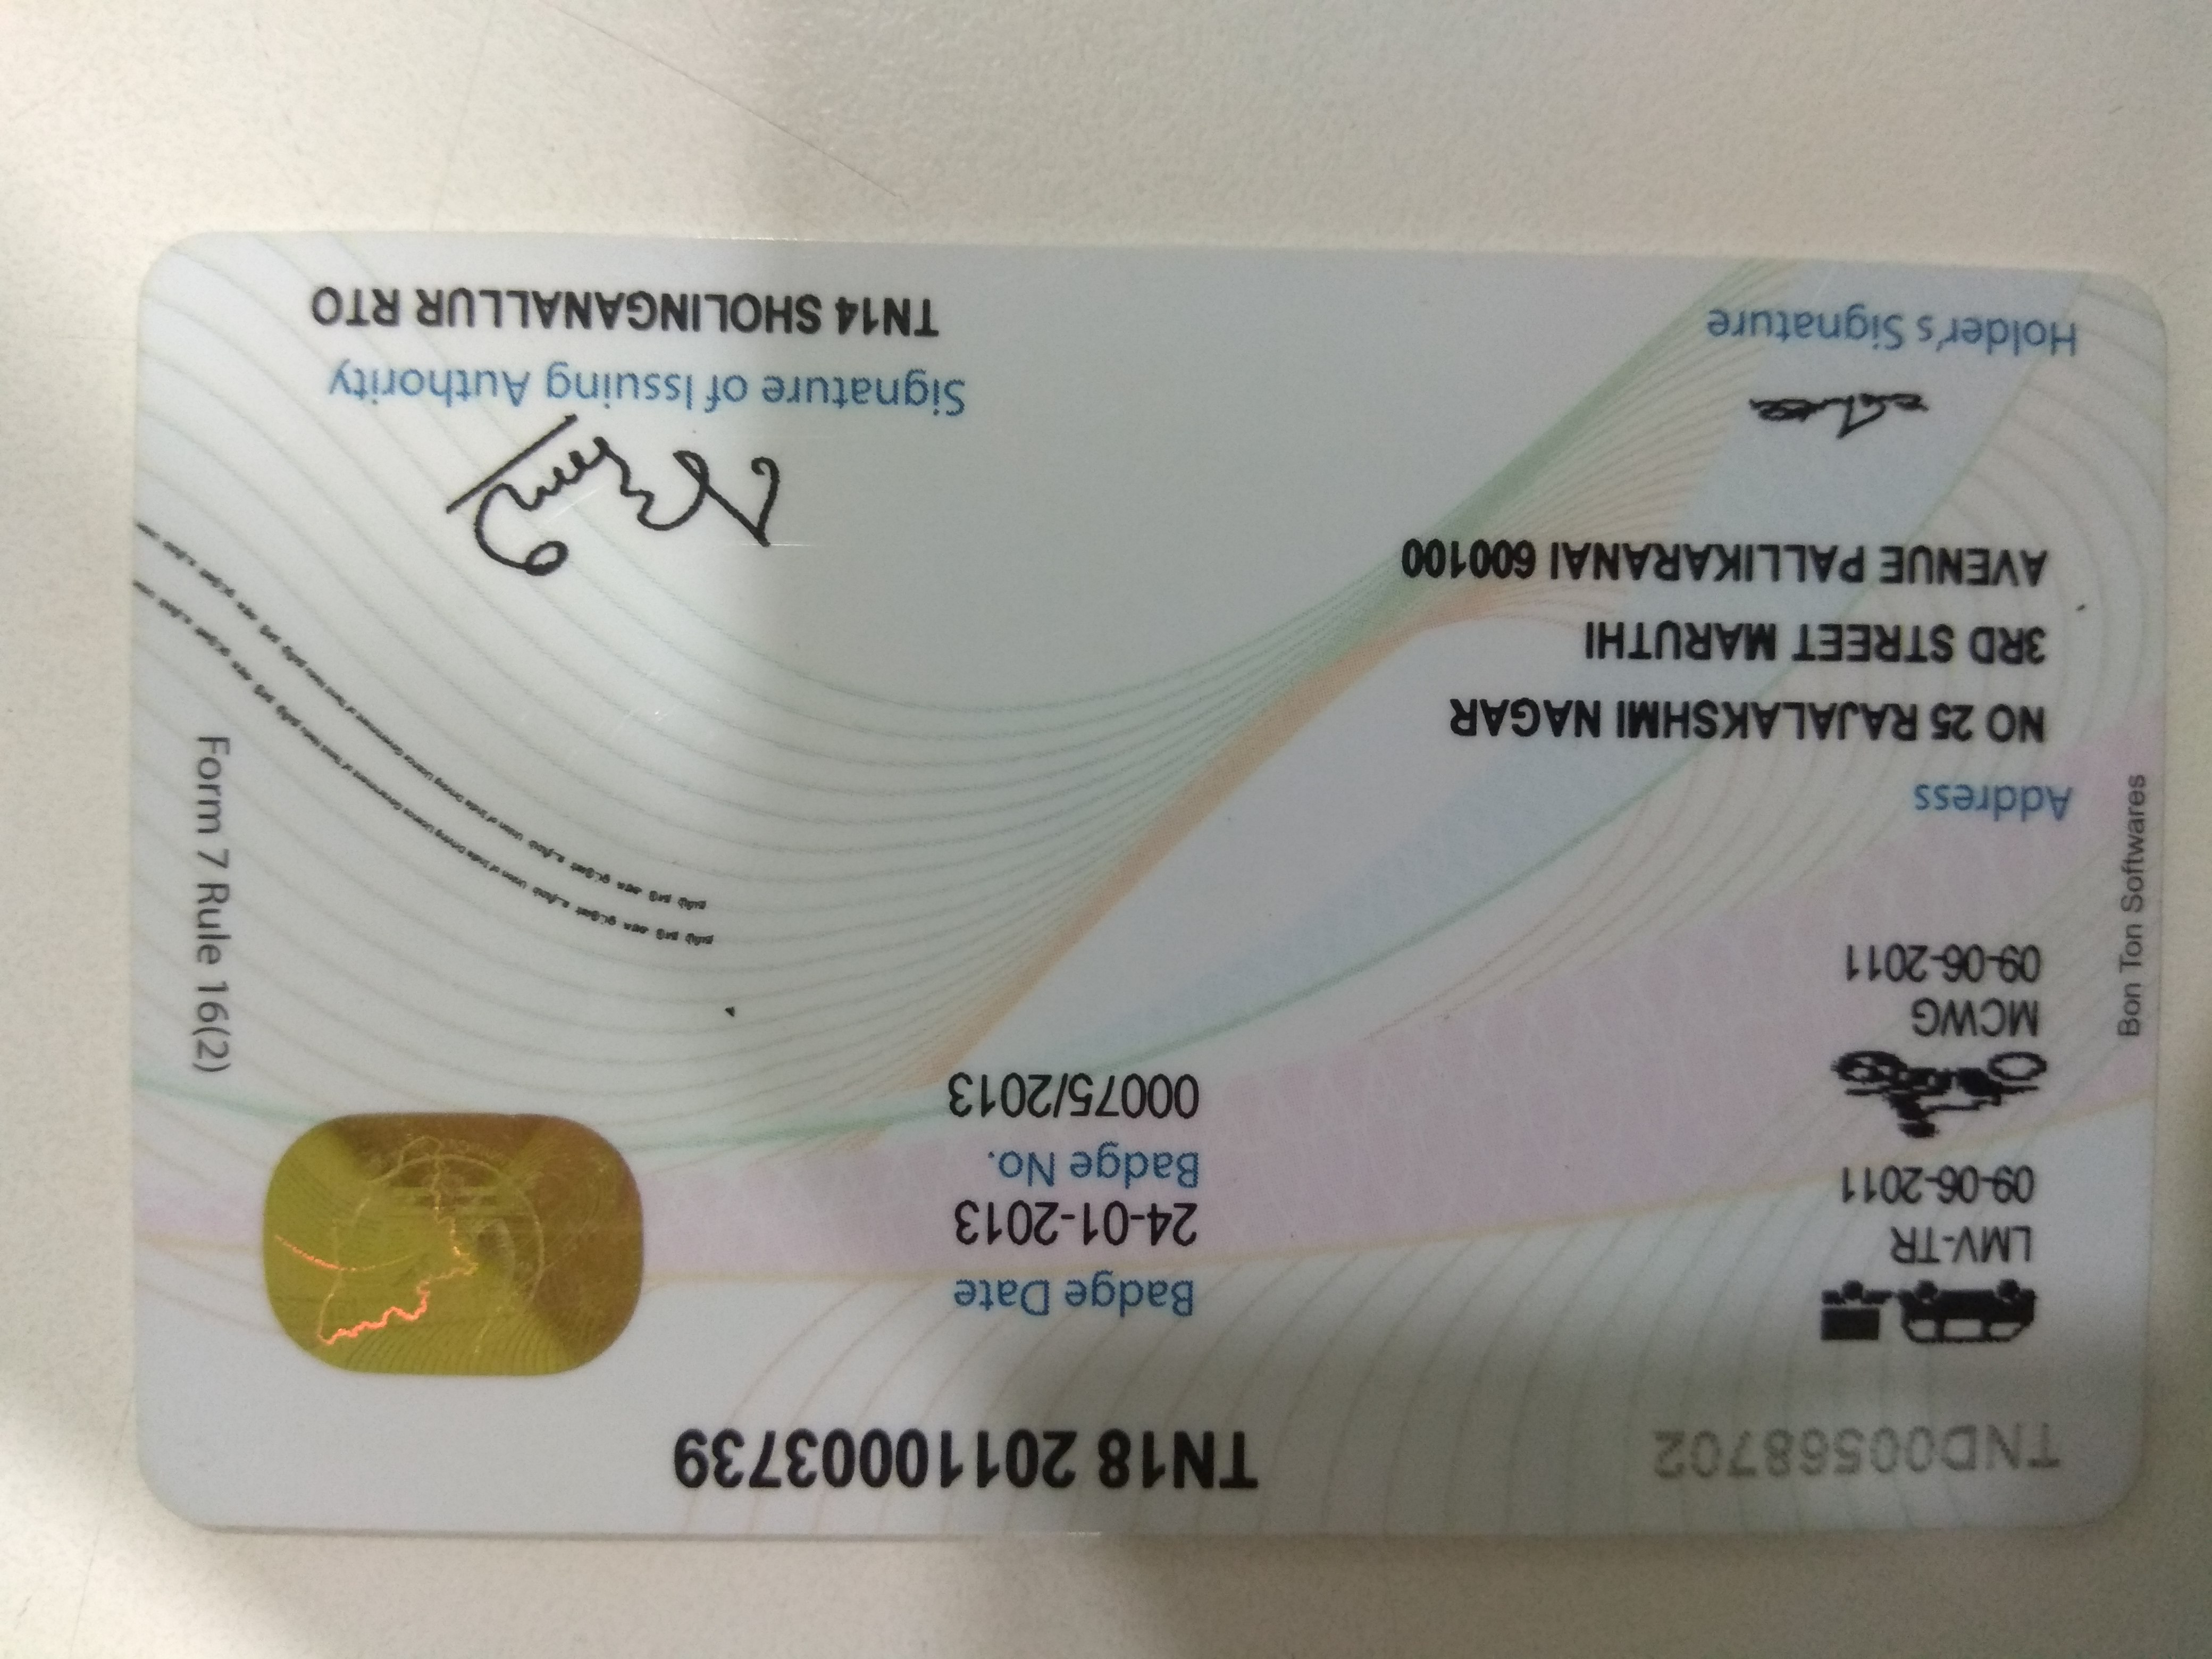 TND00568702
TN18 20110003739
LMV-TR
09-06-2011
MCWG
09-06-2011
Badge Date
24-01-2013
Badge No.
00075/2013
Address
NO 25 RAJALAKSHMI NAGAR
3RD STREET MARUTHI
AVENUE PALLIKARANAI 600100
Holder's Signature
Signature of Issuing Authority
TN14 SHOLINGANALLUR RTO
Form 7 Rule 16(2)
Bon Ton Softwares